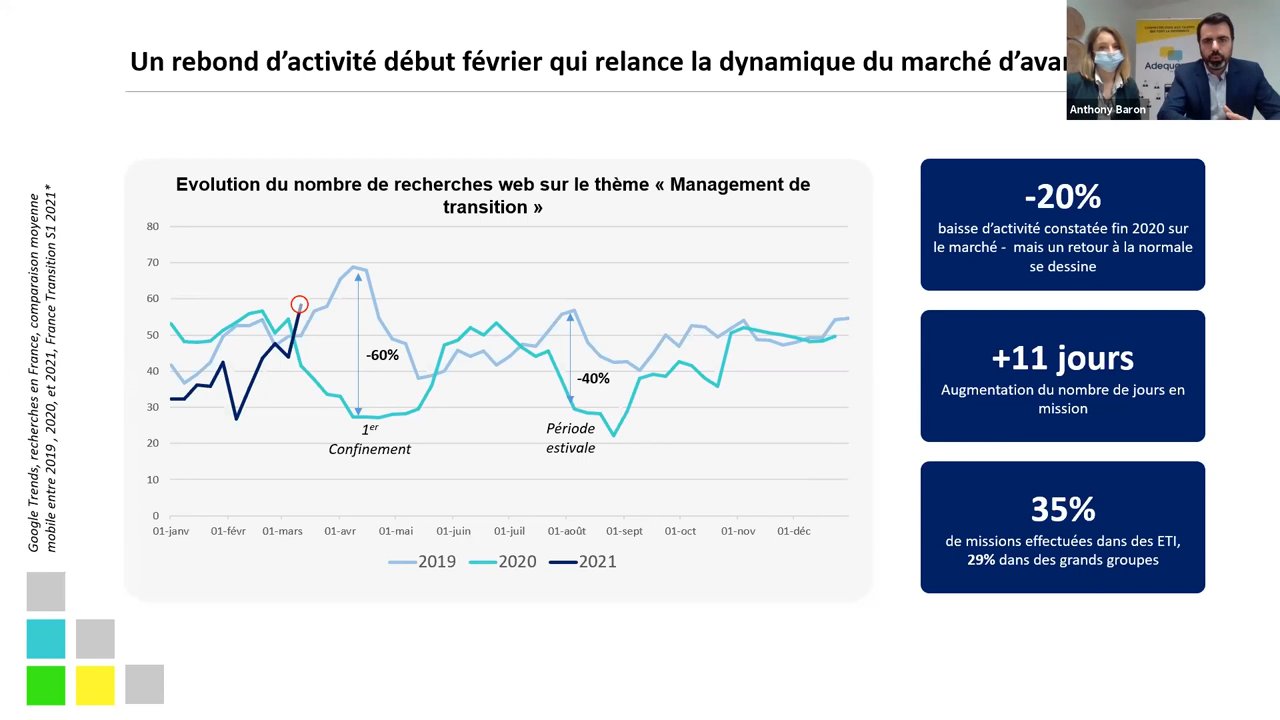 Un rebond d’activité début février qui relance la dynamique du marché d’avan
Anthony Baron
Adequa
Google Trends, recherches en France, comparaison moyenne
mobile entre 2019 , 2020, et 2021, France Transition S1 2021*
Evolution du nombre de recherches web sur le thème « Management de
transition »
80
70
60
50
40
30
20
10
0
-60%
-40%
1er
Confinement
Période
estivale
01-janv 01-févr 01-mars 01-avr 01-mai 01-juin 01-juil 01-août 01-sept 01-oct 01-nov 01-déc
2019 2020 2021
-20%
baisse d’activité constatée fin 2020 sur
le marché - mais un retour à la normale
se dessine
+11 jours
Augmentation du nombre de jours en
mission
35%
de missions effectuées dans des ETI,
29% dans des grands groupes